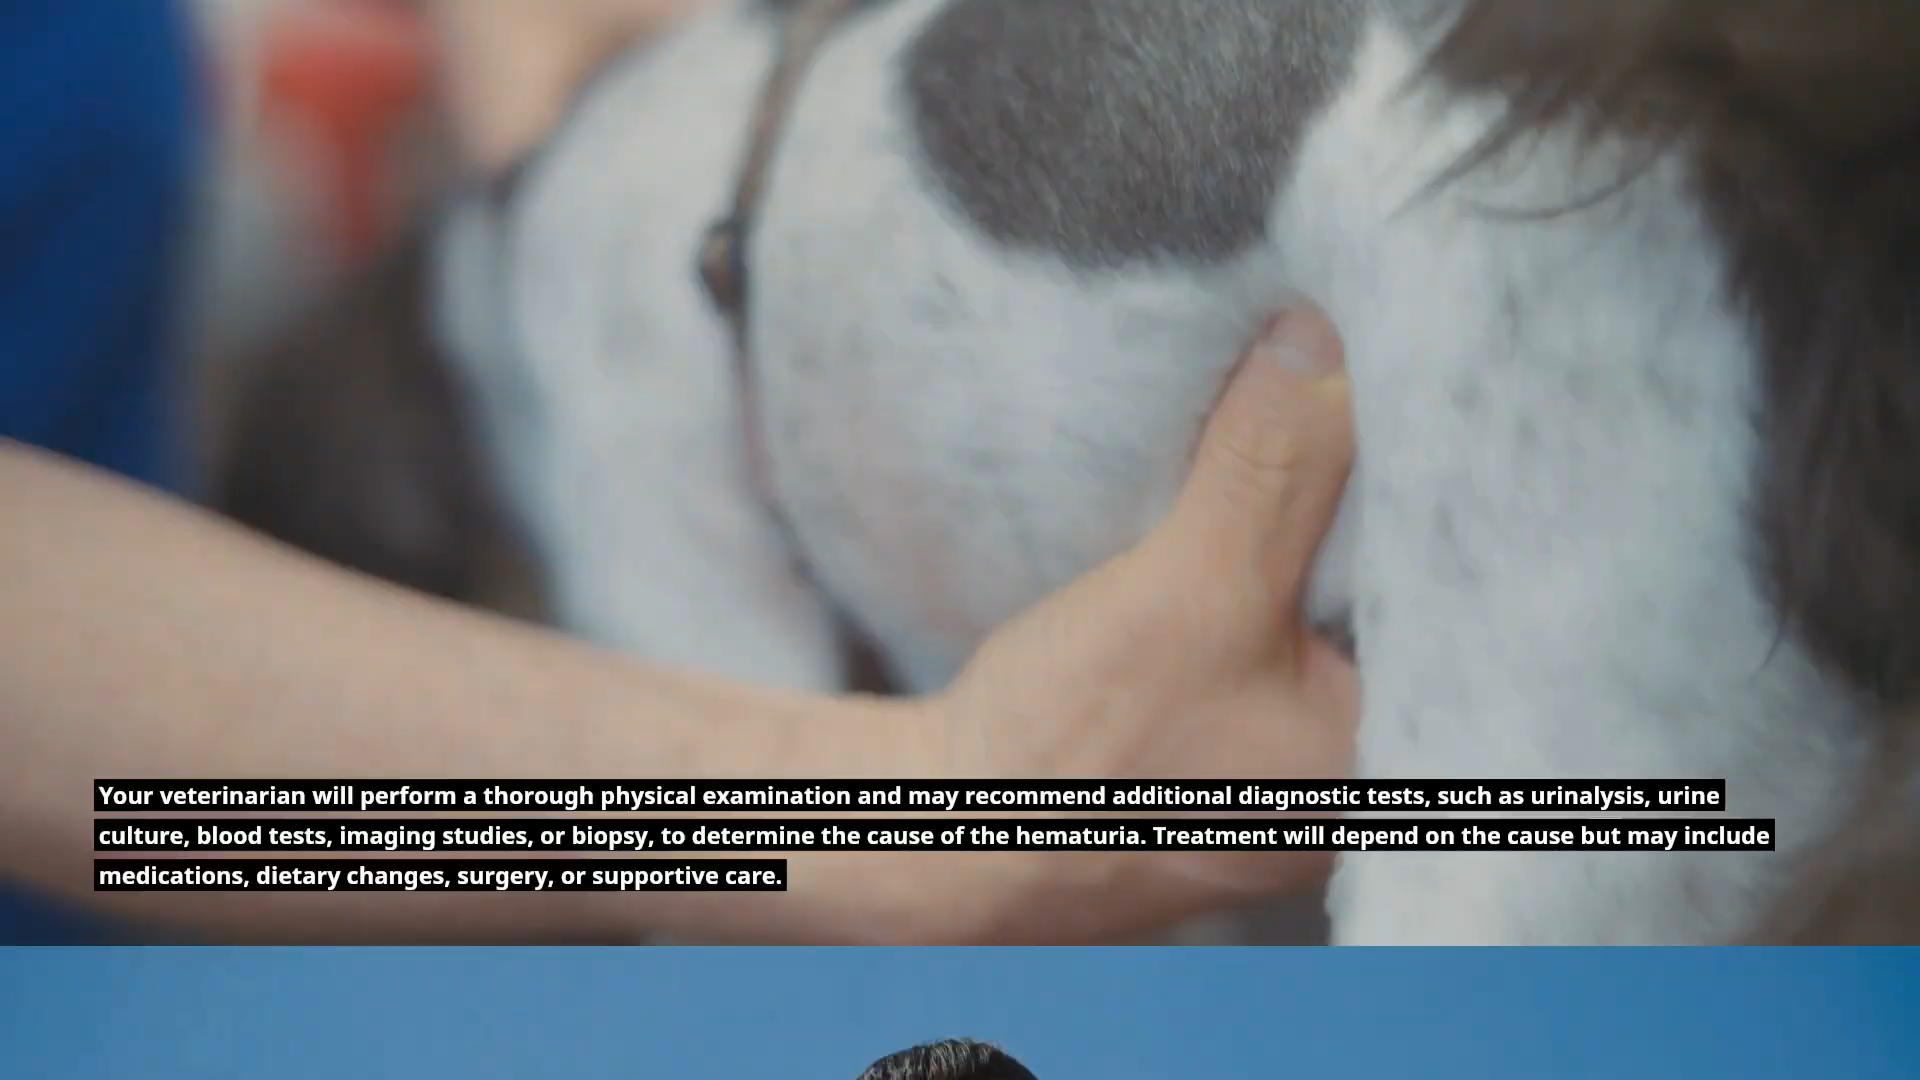 Your veterinarian will perform a thorough physical examination and may recommend additional diagnostic tests, such as urinalysis, urine
culture, blood tests, imaging studies, or biopsy, to determine the cause of the hematuria. Treatment will depend on the cause but may include
medications, dietary changes, surgery, or supportive care.